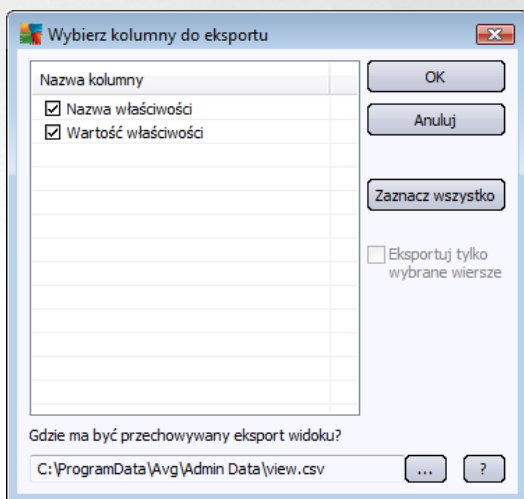 Wybierz kolumny do eksportu
Nazwa kolumny
OK
Nazwa właściwości
Wartość właściwości
Anuluj
Zaznacz wszystko
Eksportuj tylko
wybrane wiersze
Gdzie ma być przechowywany eksport widoku?
C:\ProgramData\Avg\Admin Data\view.csv
...
?